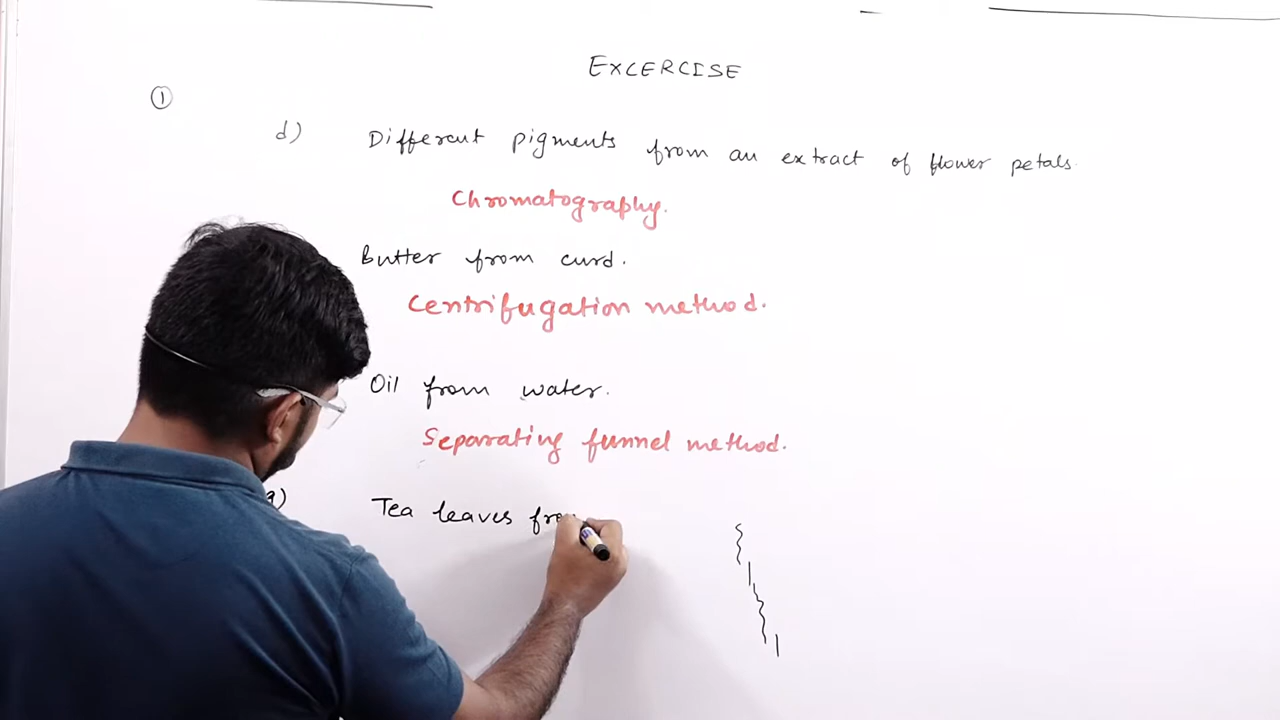 EXCERCISE
①
d) Different pigments from an extract of flower petals.
Chromatography.
Butter from curd.
Centrifugation method.
Oil from water.
Separating funnel method.
g) Tea leaves